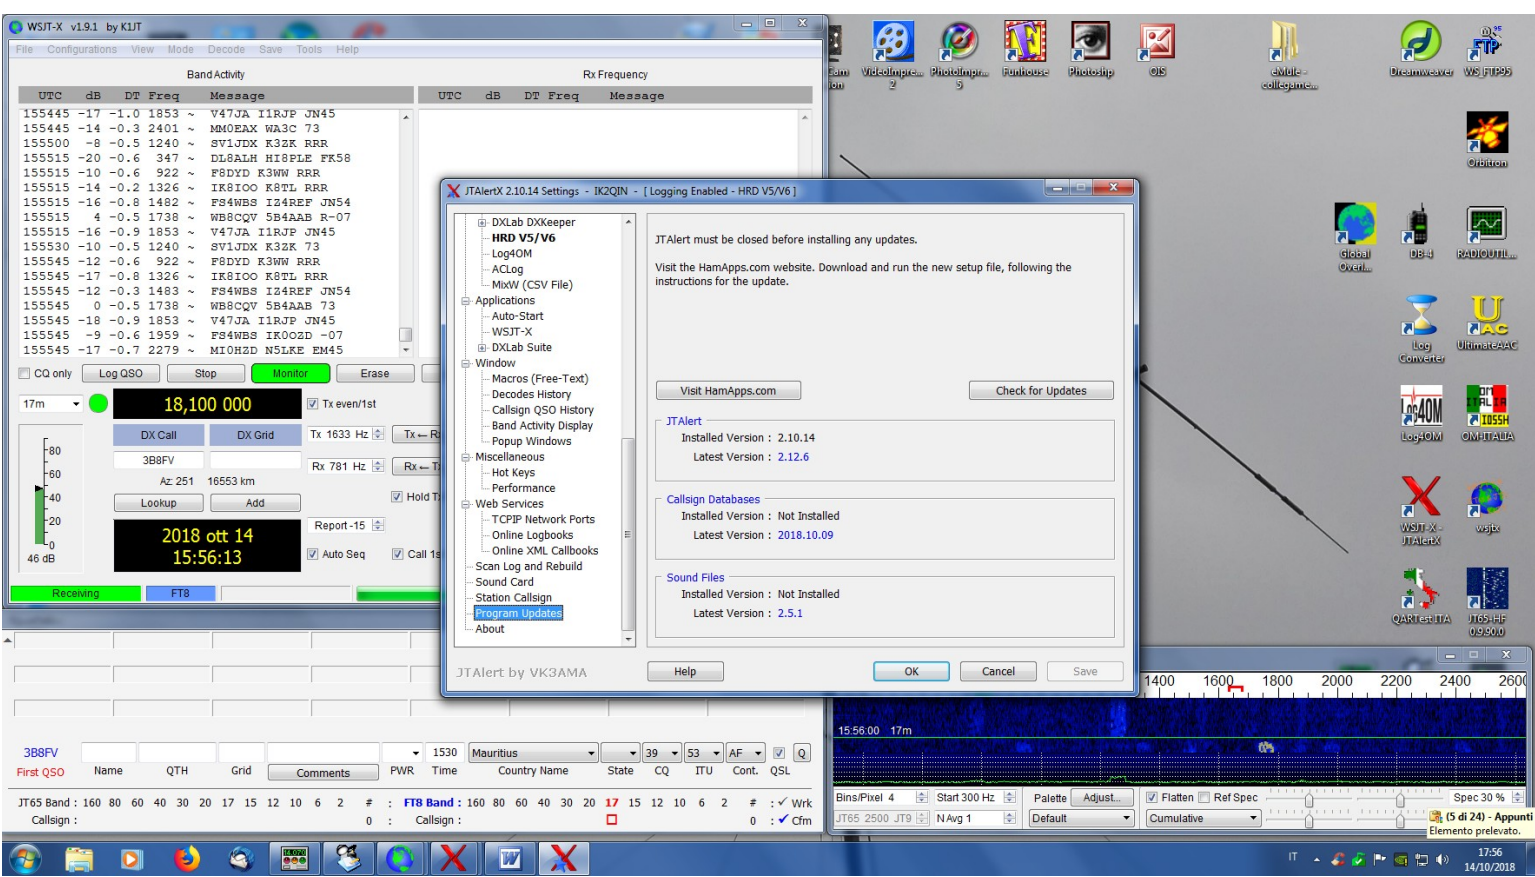 WSJT-X v1.9.1 by K1JT
File Configurations View Mode Decode Save Tools Help
Band Activity
Rx Frequency
UTC dB DT Freq Message
UTC dB DT Freq Message
155445 -17 -1.0 1853 ~ V47JA I1RJP JN45
155445 -14 -0.3 2401 ~ MM0EAX WA3C 73
155500 -8 -0.5 1240 ~ SV1JDX K3ZK RRR
155515 -20 -0.6 347 ~ DL8ALH HI8PLE FK58
155515 -10 -0.6 922 ~ F8DYD K3WW RRR
155515 -14 -0.2 1326 ~ IK8IOO K8TL RRR
155515 -16 -0.8 1482 ~ FS4WBS IZ4REF JN54
155515 4 -0.5 1738 ~ WB8CQV 5B4AAB R-07
155515 -16 -0.9 1853 ~ V47JA I1RJP JN45
155530 -10 -0.5 1240 ~ SV1JDX K3ZK 73
155545 -12 -0.6 922 ~ F8DYD K3WW RRR
155545 -17 -0.8 1326 ~ IK8IOO K8TL RRR
155545 -12 -0.3 1483 ~ FS4WBS IZ4REF JN54
155545 0 -0.5 1738 ~ WB8CQV 5B4AAB 73
155545 -18 -0.9 1853 ~ V47JA I1RJP JN45
155545 -9 -0.6 1959 ~ FS4WBS IK0OZD -07
155545 -17 -0.7 2279 ~ MI0HZD N5LKE EM45
CQ only Log QSO Stop Monitor Erase
17m 18,100 000 Tx even/1st
DX Call DX Grid Tx 1633 Hz Tx ← R
3B8FV Rx 781 Hz Rx ← T
Az: 251 16553 km
Lookup Add Hold T
Report -15
2018 ott 14
15:56:13
Auto Seq Call 1s
80
60
40
20
0
46 dB
Receiving FT8
JTAlertX 2.10.14 Settings - IK2QIN - [ Logging Enabled - HRD V5/V6 ]
DXLab DXKeeper
HRD V5/V6
Log4OM
ACLog
MixW (CSV File)
Applications
Auto-Start
WSJT-X
DXLab Suite
Window
Macros (Free-Text)
Decodes History
Callsign QSO History
Band Activity Display
Popup Windows
Miscellaneous
Hot Keys
Performance
Web Services
TCPIP Network Ports
Online Logbooks
Online XML Callbooks
Scan Log and Rebuild
Sound Card
Station Callsign
Program Updates
About
JTAlert must be closed before installing any updates.
Visit the HamApps.com website. Download and run the new setup file, following the
instructions for the update.
Visit HamApps.com Check for Updates
JTAlert
Installed Version : 2.10.14
Latest Version : 2.12.6
Callsign Databases
Installed Version : Not Installed
Latest Version : 2018.10.09
Sound Files
Installed Version : Not Installed
Latest Version : 2.5.1
JTAlert by VK3AMA Help OK Cancel Save
3B8FV 1530 Mauritius 39 53 AF Q
First QSO Name QTH Grid Comments PWR Time Country Name State CQ ITU Cont. QSL
JT65 Band : 160 80 60 40 30 20 17 15 12 10 6 2 # : FT8 Band : 160 80 60 40 30 20 17 15 12 10 6 2 # : ✓ Wrk
Callsign : 0 : Callsign : 0 : ✓ Cfm
VideoImpre... 2
PhotoImpr... 5
Funhouse
Photoshp
OIS
eMule - collegame...
Dreamweaver
WS_FTP95
Orbitron
Global Overl...
DB-4
RADIOUTIL...
Log Converter
UltimateAAC
Log4OM
OM-ITALIA
WSJT-X - JTAlertX
wsjtx
QARTest ITA
JT65-HF 0.9.50.0
1400 1600 1800 2000 2200 2400 2600
15:56:00 17m
Bins/Pixel 4 Start 300 Hz Palette Adjust... Flatten Ref Spec Spec 30 %
JT65 2500 JT9 N Avg 1 Default Cumulative
(5 di 24) - Appunti
Elemento prelevato.
IT
17:56
14/10/2018